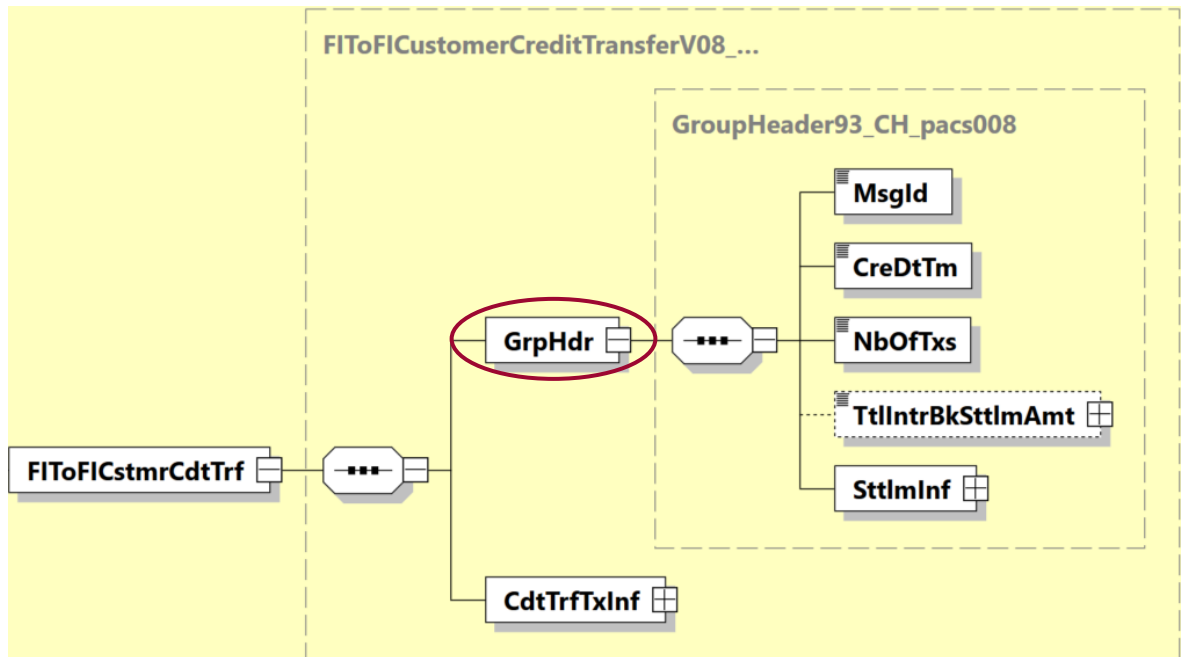 FIToFICustomerCreditTransferV08_...
GroupHeader93_CH_pacs008
MsgId
CreDtTm
GrpHdr
NbOfTxs
TtlIntrBkSttlmAmt
FIToFICstmrCdtTrf
SttlmInf
CdtTrfTxInf